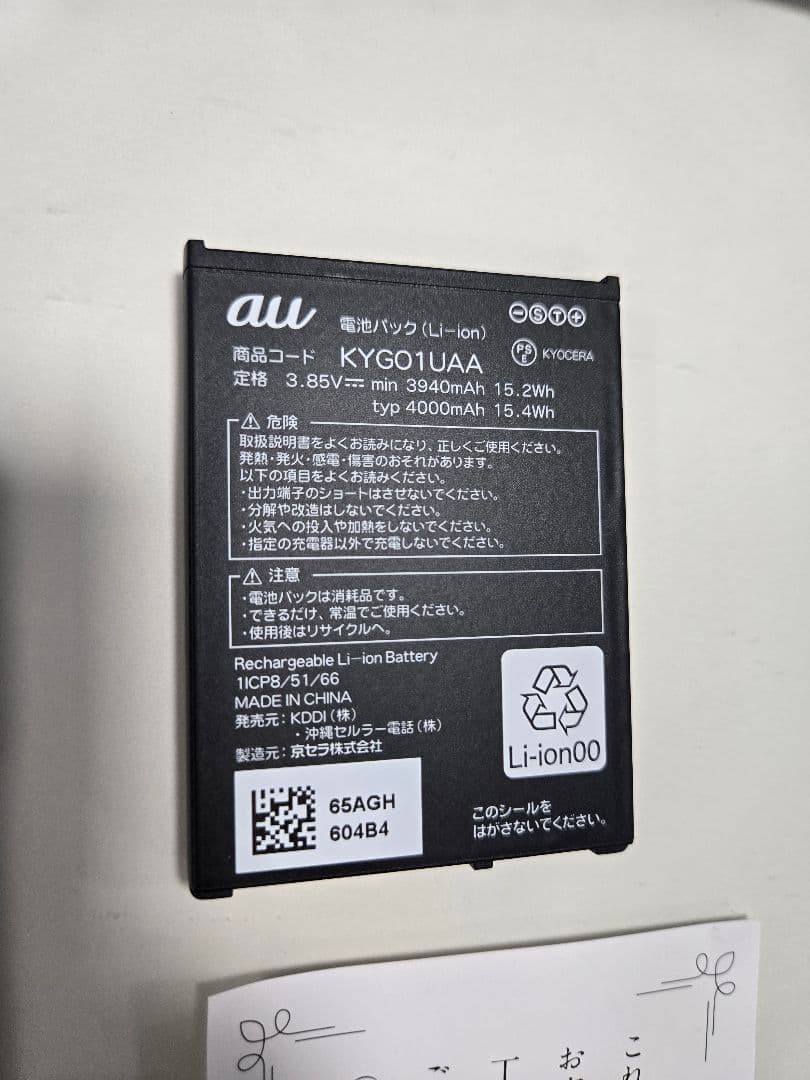 au
電池パック(Li-ion)
- S T +
商品コード KYG01UAA
PS
E
KYOCERA
定格 3.85V⎓ min 3940mAh 15.2Wh
typ 4000mAh 15.4Wh
⚠ 危険
取扱説明書をよくお読みになり、正しくご使用ください。
発熱・発火・感電・傷害のおそれがあります。
以下の項目をよくお読みください。
・出力端子のショートはさせないでください。
・分解や改造はしないでください。
・火気への投入や加熱をしないでください。
・指定の充電器以外で充電しないでください。
⚠ 注意
・電池パックは消耗品です。
・できるだけ、常温でご使用ください。
・使用後はリサイクルへ。
Rechargeable Li-ion Battery
1ICP8/51/66
MADE IN CHINA
発売元:KDDI(株)
・沖縄セルラー電話(株)
製造元:京セラ株式会社
Li-ion00
65AGH
604B4
このシールを
はがさないでください。
これ
お